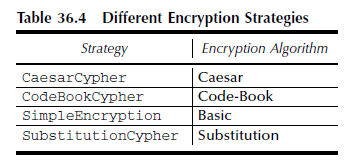 Table 36.4 Different Encryption Strategies
Strategy Encryption Algorithm
CaesarCypher Caesar
CodeBookCypher Code-Book
SimpleEncryption Basic
SubstitutionCypher Substitution